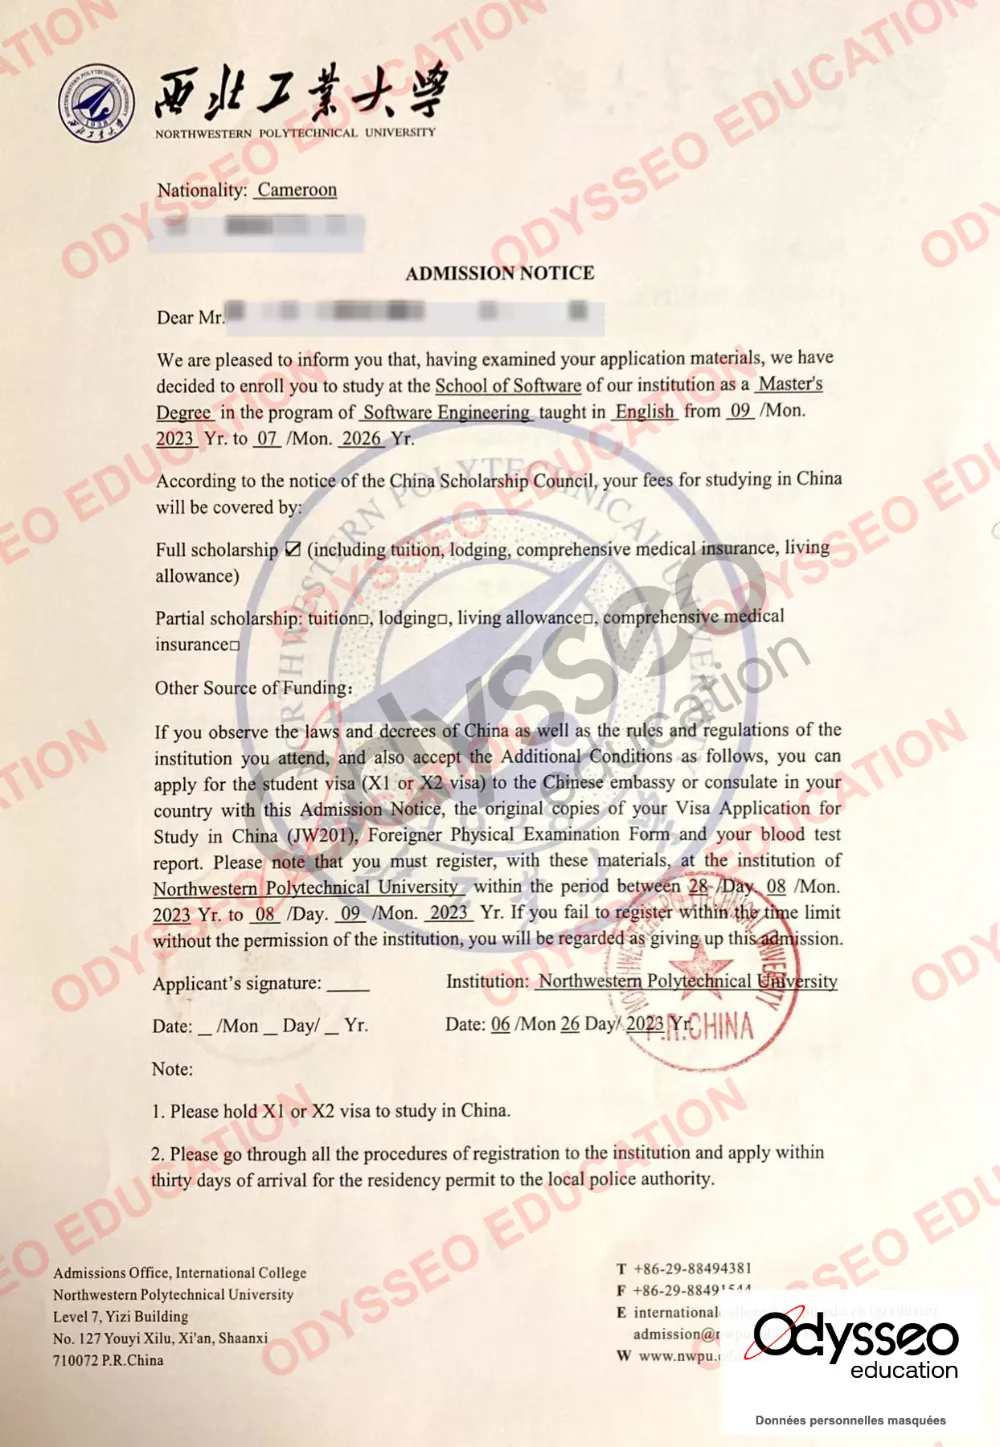 西北工业大学
NORTHWESTERN POLYTECHNICAL UNIVERSITY
Nationality: Cameroon
ADMISSION NOTICE
Dear Mr.
We are pleased to inform you that, having examined your application materials, we have
decided to enroll you to study at the School of Software of our institution as a Master's
Degree in the program of Software Engineering taught in English from 09 /Mon.
2023 Yr. to 07 /Mon. 2026 Yr.
According to the notice of the China Scholarship Council, your fees for studying in China
will be covered by:
Full scholarship ☑ (including tuition, lodging, comprehensive medical insurance, living
allowance)
Partial scholarship: tuition□, lodging□, living allowance□, comprehensive medical
insurance□
Other Source of Funding:
If you observe the laws and decrees of China as well as the rules and regulations of the
institution you attend, and also accept the Additional Conditions as follows, you can
apply for the student visa (X1 or X2 visa) to the Chinese embassy or consulate in your
country with this Admission Notice, the original copies of your Visa Application for
Study in China (JW201), Foreigner Physical Examination Form and your blood test
report. Please note that you must register, with these materials, at the institution of
Northwestern Polytechnical University within the period between 28 /Day. 08 /Mon.
2023 Yr. to 08 /Day. 09 /Mon. 2023 Yr. If you fail to register within the time limit
without the permission of the institution, you will be regarded as giving up this admission.
Applicant's signature: ____ Institution: Northwestern Polytechnical University
Date: _ /Mon _ Day/ _ Yr. Date: 06 /Mon 26 Day/ 2023 Yr.
P.R.CHINA
Note:
1. Please hold X1 or X2 visa to study in China.
2. Please go through all the procedures of registration to the institution and apply within
thirty days of arrival for the residency permit to the local police authority.
Admissions Office, International College
Northwestern Polytechnical University
Level 7, Yizi Building
No. 127 Youyi Xilu, Xi'an, Shaanxi
710072 P.R.China
T +86-29-88494381
F +86-29-8849
E international
admission@
W www.nwpu.
Odysseo
education
Données personnelles masquées
ODYSSEO EDUCATION